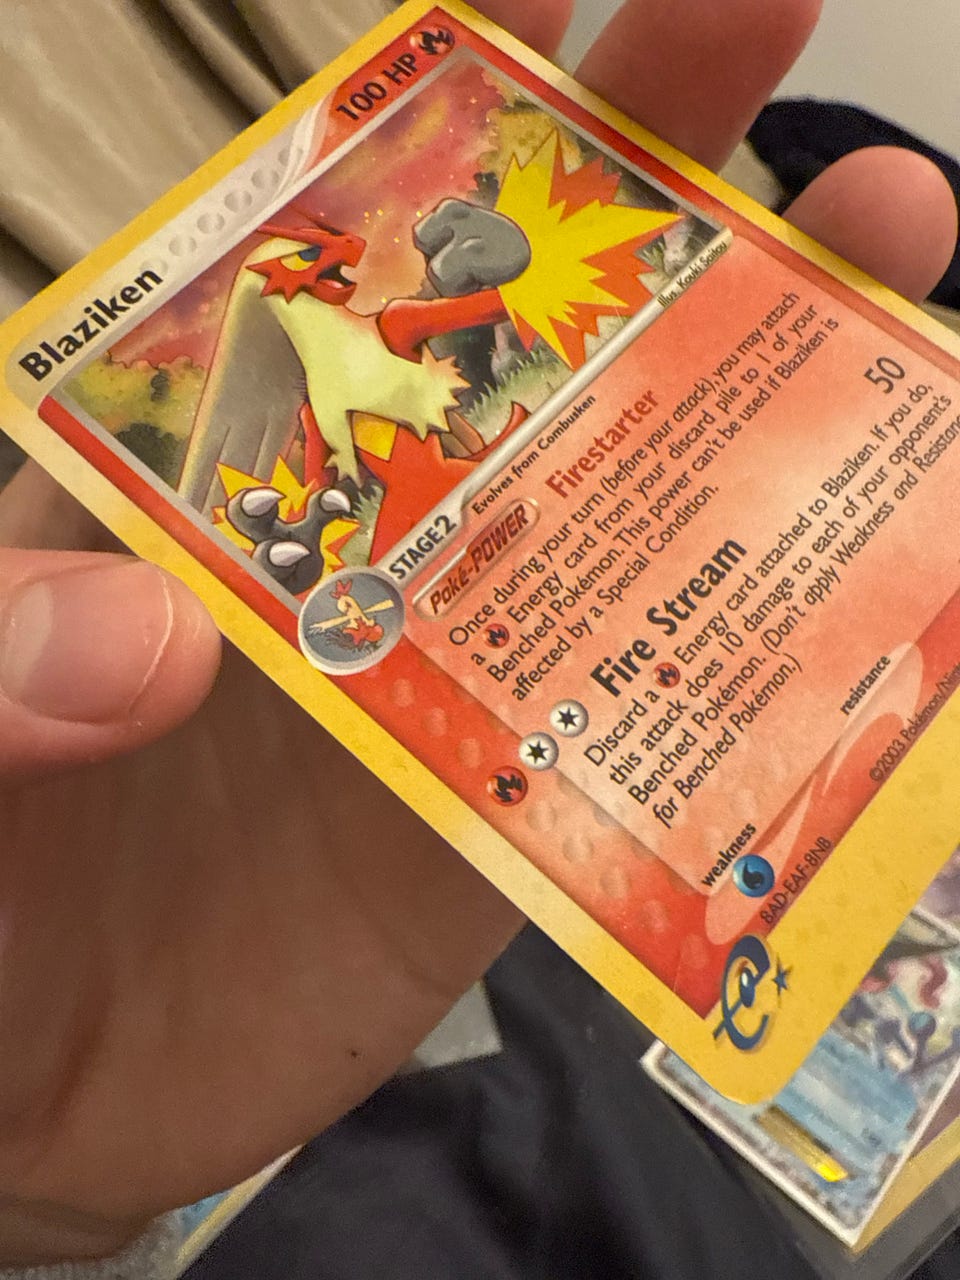 Blaziken
100 HP
Illus. Kouki Saitou
Evolves from Combusken
STAGE 2
Poké-POWER
Firestarter
Once during your turn (before your attack), you may attach
a Energy card from your discard pile to 1 of your
Benched Pokémon. This power can't be used if Blaziken is
affected by a Special Condition.
Fire Stream 50
Discard a Energy card attached to Blaziken. If you do,
this attack does 10 damage to each of your opponent's
Benched Pokémon. (Don't apply Weakness and Resistance
for Benched Pokémon.)
weakness
resistance
8AD-EAF-8NB
©2003 Pokémon/Nin